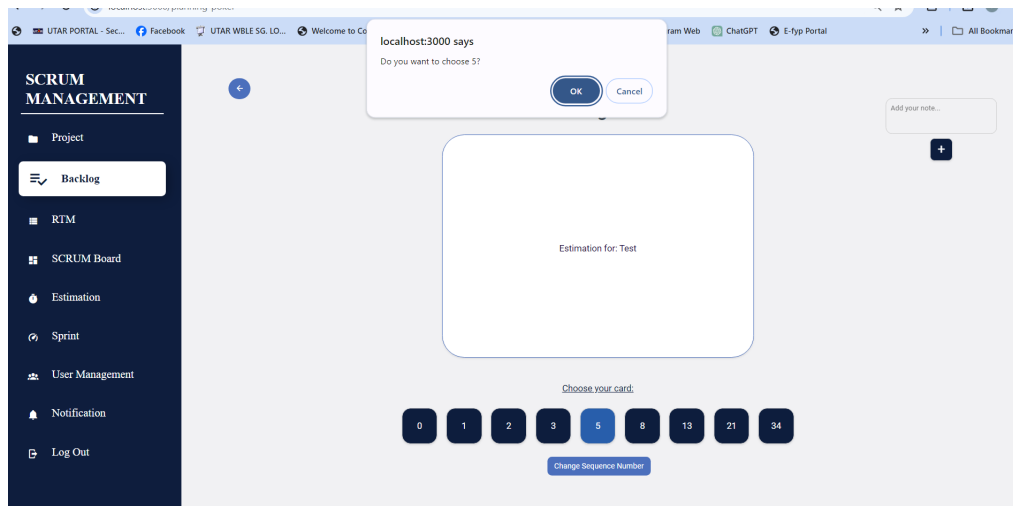 UTAR PORTAL - Sec... Facebook UTAR WBLE SG. LO... Welcome to Co ram Web ChatGPT E-fyp Portal » All Bookmar
localhost:3000 says
Do you want to choose 5?
OK Cancel
SCRUM
MANAGEMENT
Project
Backlog
RTM
SCRUM Board
Estimation
Sprint
User Management
Notification
Log Out
Add your note...
+
Estimation for: Test
Choose your card:
0 1 2 3 5 8 13 21 34
Change Sequence Number